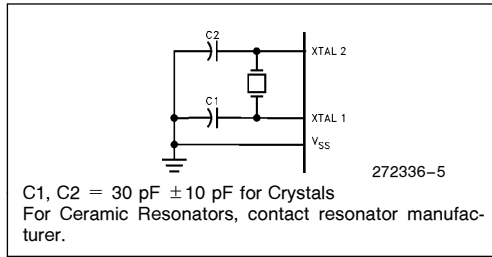 C2
XTAL 2
C1
XTAL 1
VSS
272336–5
C1, C2 = 30 pF ±10 pF for Crystals
For Ceramic Resonators, contact resonator manufac-
turer.